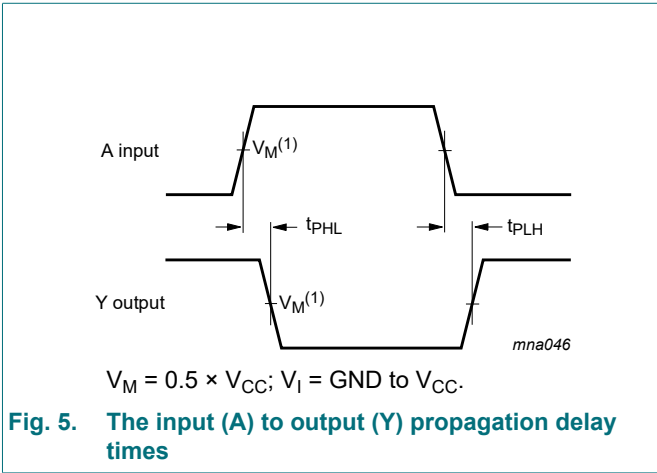 A input
V_M(1)
t_PHL
t_PLH
Y output
V_M(1)
mna046
V_M = 0.5 × V_CC; V_I = GND to V_CC.
Fig. 5. The input (A) to output (Y) propagation delay
times